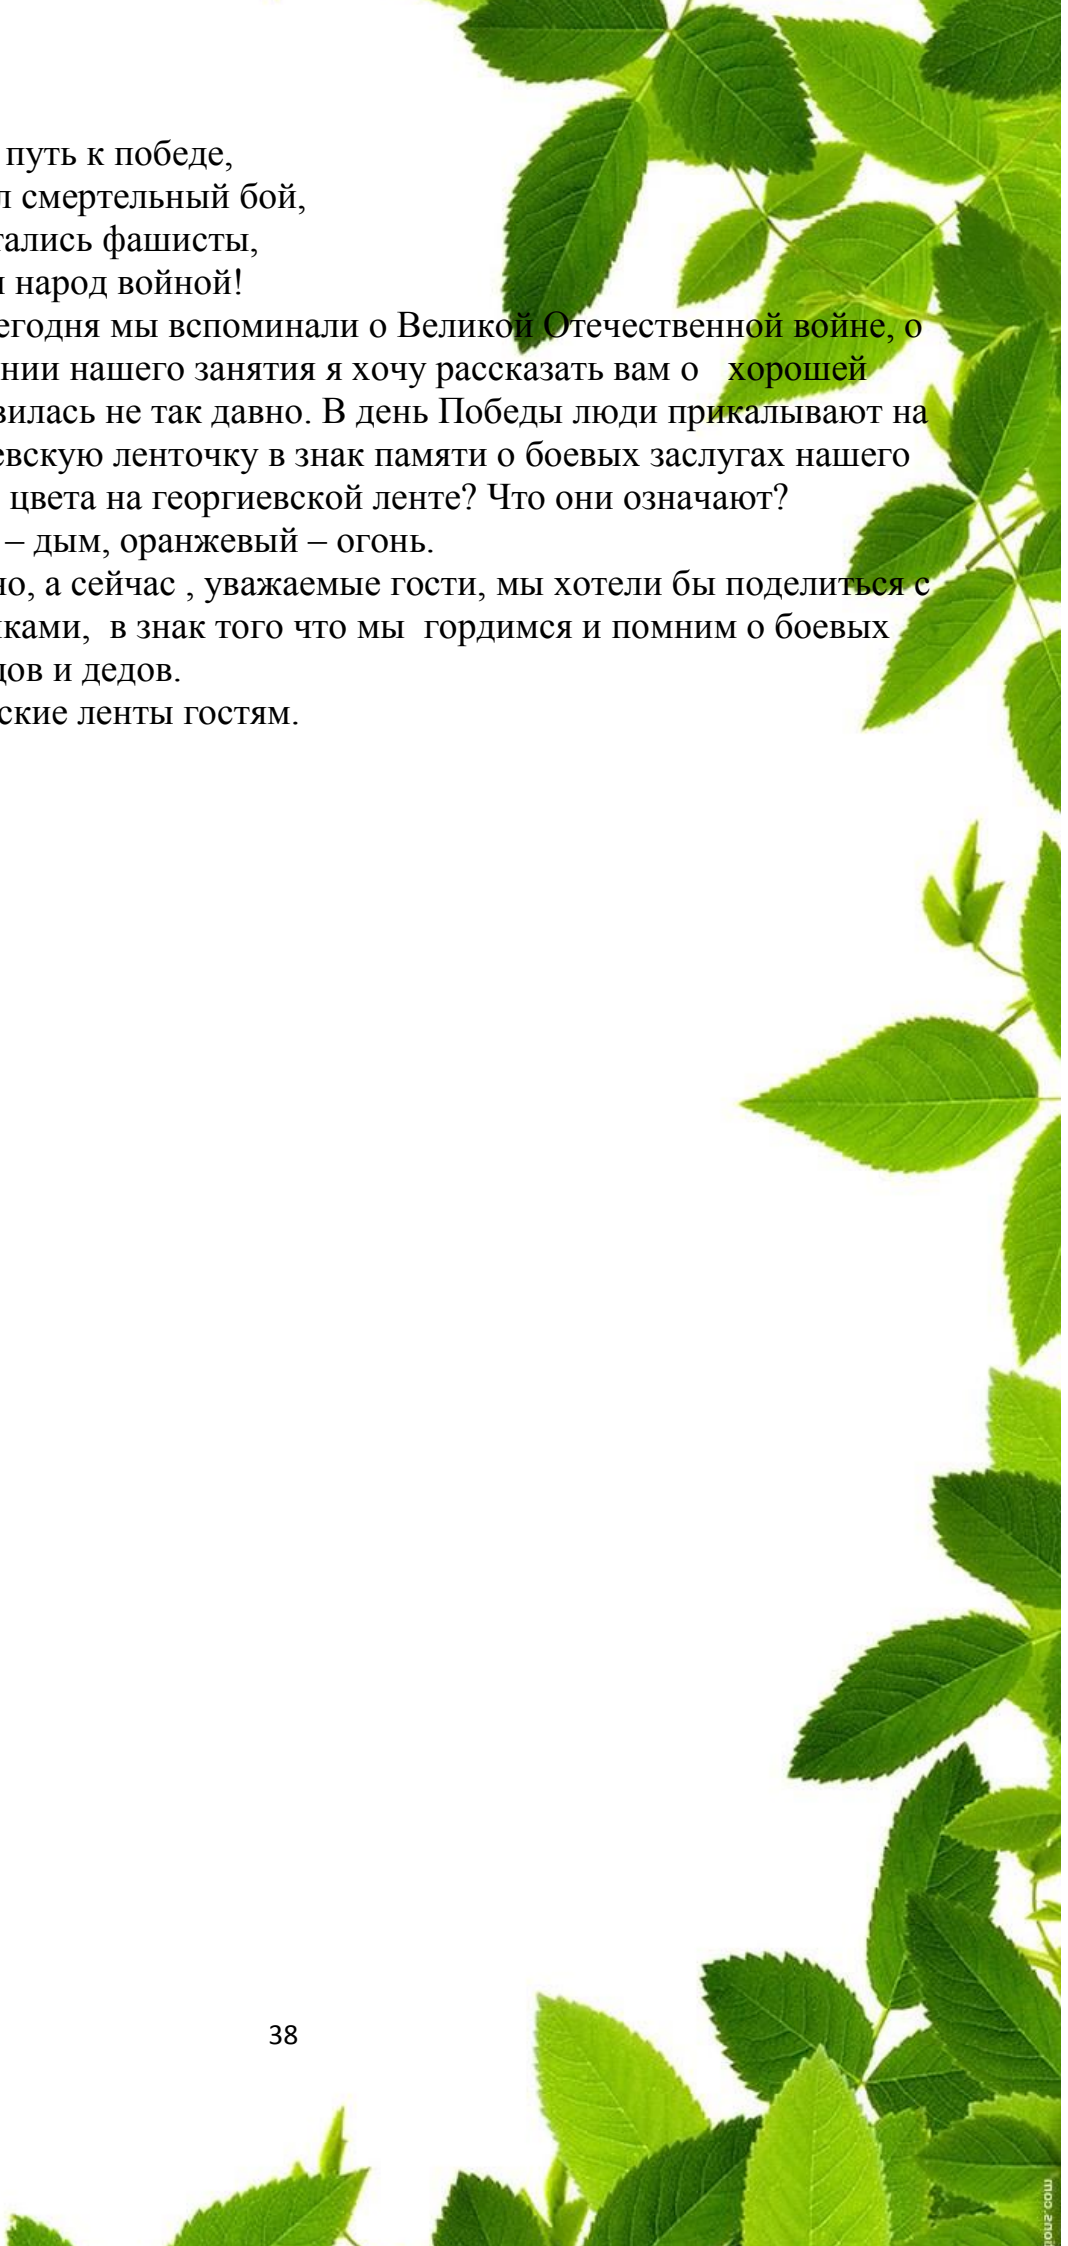 путь к победе,
л смертельный бой,
тались фашисты,
народ войной!
егодня мы вспоминали о Великой Отечественной войне, о
нии нашего занятия я хочу рассказать вам о хорошей
вилась не так давно. В день Победы люди прикалывают на
евскую ленточку в знак памяти о боевых заслугах нашего
цвета на георгиевской ленте? Что они означают?
– дым, оранжевый – огонь.
но, а сейчас , уважаемые гости, мы хотели бы поделиться с
ками, в знак того что мы гордимся и помним о боевых
дов и дедов.
ские ленты гостям.
38